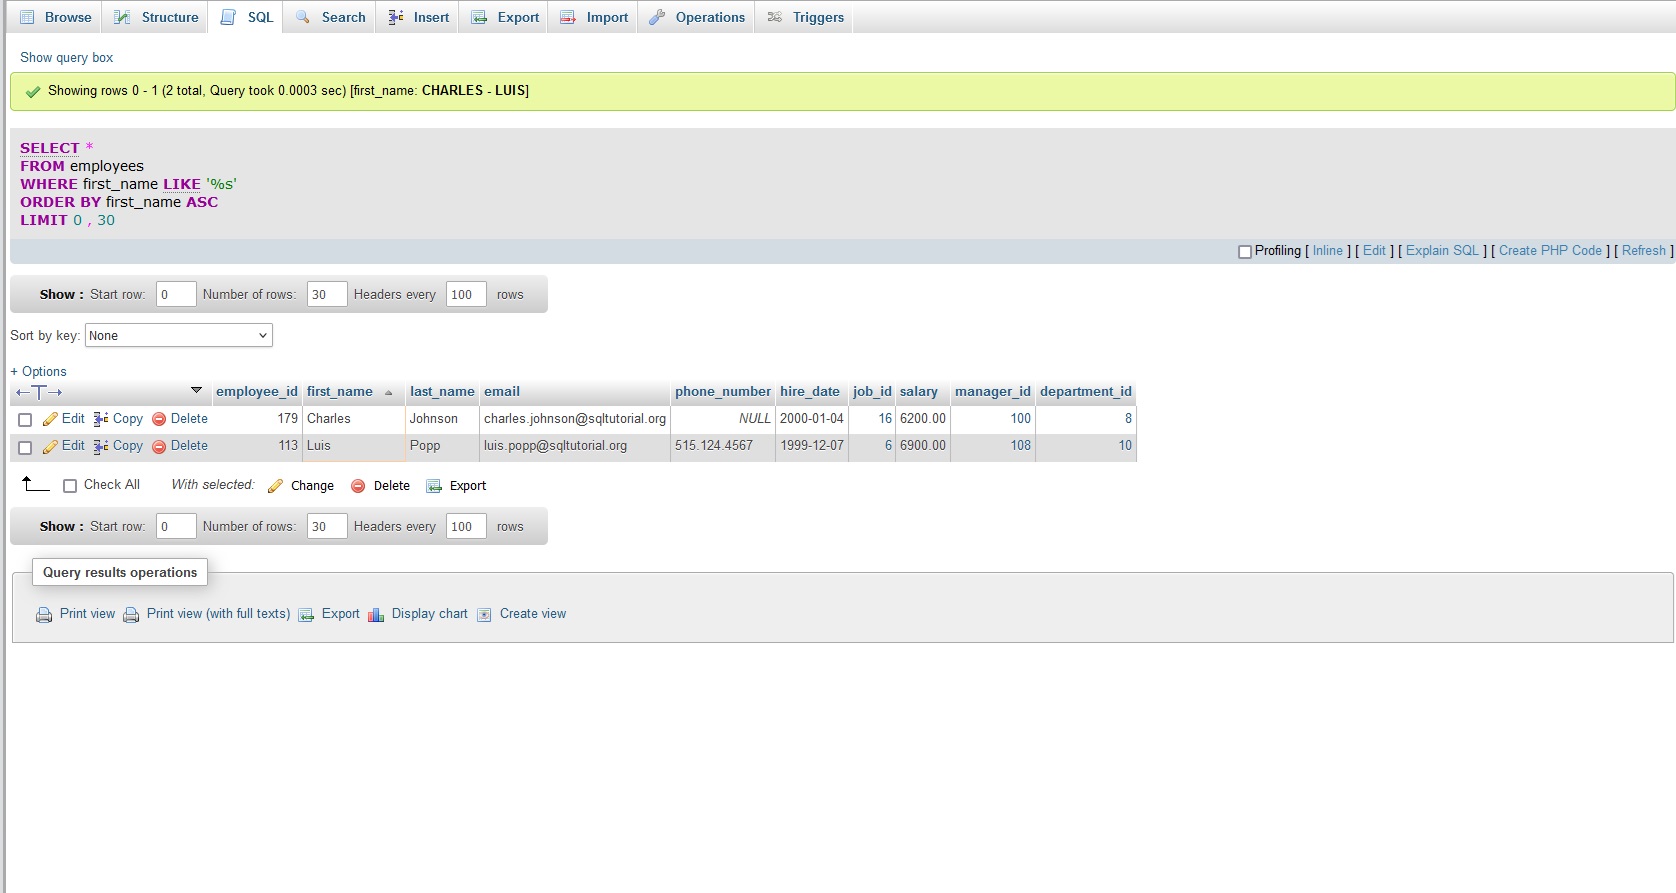 Browse Structure SQL Search Insert Export Import Operations Triggers
Show query box
Showing rows 0 - 1 (2 total, Query took 0.0003 sec) [first_name: CHARLES - LUIS]
SELECT *
FROM employees
WHERE first_name LIKE '%s'
ORDER BY first_name ASC
LIMIT 0 , 30
Profiling [ Inline ] [ Edit ] [ Explain SQL ] [ Create PHP Code ] [ Refresh ]
Show : Start row: 0 Number of rows: 30 Headers every 100 rows
Sort by key: None
+ Options
←T→ employee_id first_name last_name email phone_number hire_date job_id salary manager_id department_id
Edit Copy Delete 179 Charles Johnson charles.johnson@sqltutorial.org NULL 2000-01-04 16 6200.00 100 8
Edit Copy Delete 113 Luis Popp luis.popp@sqltutorial.org 515.124.4567 1999-12-07 6 6900.00 108 10
Check All With selected: Change Delete Export
Show : Start row: 0 Number of rows: 30 Headers every 100 rows
Query results operations
Print view Print view (with full texts) Export Display chart Create view